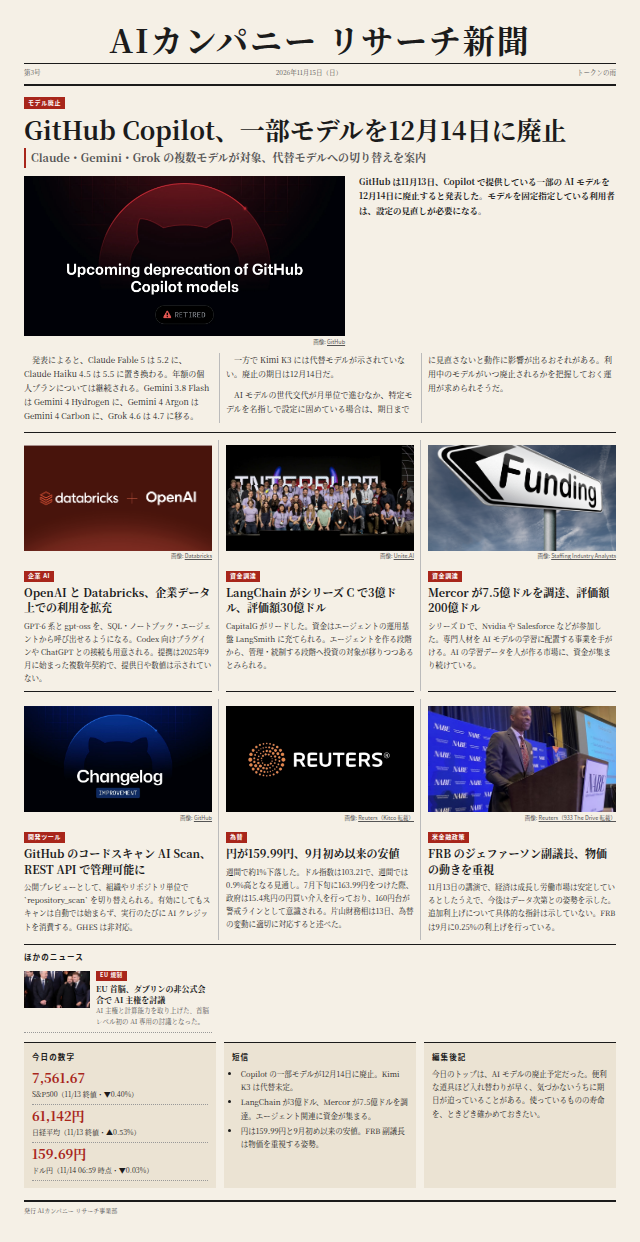 AIカンパニー リサーチ新聞
第3号
2026年11月15日（日）
トークンの雨
モデル廃止
GitHub Copilot、一部モデルを12月14日に廃止
Claude・Gemini・Grok の複数モデルが対象、代替モデルへの切り替えを案内
Upcoming deprecation of GitHub
Copilot models
RETIRED
画像: GitHub
GitHub は11月13日、Copilot で提供している一部の AI モデルを
12月14日に廃止すると発表した。モデルを固定指定している利用者
は、設定の見直しが必要になる。
発表によると、Claude Fable 5 は 5.2 に、
Claude Haiku 4.5 は 5.5 に置き換わる。年額の個
人プランについては継続される。Gemini 3.8 Flash
は Gemini 4 Hydrogen に、Gemini 4 Argon は
Gemini 4 Carbon に、Grok 4.6 は 4.7 に移る。
一方で Kimi K3 には代替モデルが示されていな
い。廃止の期日は12月14日だ。
AI モデルの世代交代が月単位で進むなか、特定モ
デルを名指しで設定に固めている場合は、期日まで
に見直さないと動作に影響が出るおそれがある。利
用中のモデルがいつ廃止されるかを把握しておく運
用が求められそうだ。
databricks + OpenAI
画像: Databricks
企業 AI
OpenAI と Databricks、企業データ
上での利用を拡充
GPT-6 系と gpt-oss を、SQL・ノートブック・エージェ
ントから呼び出せるようになる。Codex 向けプラグイ
ンや ChatGPT との接続も用意される。提携は2025年9
月に始まった複数年契約で、提供日や数値は示されてい
ない。
INTERRUPT
画像: Unite.AI
資金調達
LangChain がシリーズ C で3億ド
ル、評価額30億ドル
CapitalG がリードした。資金はエージェントの運用基
盤 LangSmith に充てられる。エージェントを作る段階
から、管理・統制する段階へ投資の対象が移りつつある
とみられる。
Funding
画像: Staffing Industry Analysts
資金調達
Mercor が7.5億ドルを調達、評価額
200億ドル
シリーズ D で、Nvidia や Salesforce などが参加し
た。専門人材を AI モデルの学習に配置する事業を手が
ける。AI の学習データを人が作る市場に、資金が集ま
り続けている。
Changelog
IMPROVEMENT
画像: GitHub
開発ツール
GitHub のコードスキャン AI Scan、
REST API で管理可能に
公開プレビューとして、組織やリポジトリ単位で
`repository_scan` を切り替えられる。有効にしてもス
キャンは自動では始まらず、実行のたびに AI クレジッ
トを消費する。GHES は非対応。
REUTERS®
画像: Reuters（Kitco 転載）
為替
円が159.99円、9月初め以来の安値
週間では約1%下落した。ドル指数は103.21で、週間では
0.9%高となる見通し。7月下旬に163.99円をつけた際、
政府は15.4兆円の円買い介入を行っており、160円台が
警戒ラインとして意識される。片山財務相は13日、為替
の変動に適切に対応すると述べた。
NABE
画像: Reuters（933 The Drive 転載）
米金融政策
FRB のジェファーソン副議長、物価
の動きを重視
11月13日の講演で、経済は成長し労働市場は安定してい
るとしたうえで、今後はデータ次第との姿勢を示した。
追加利上げについて具体的な指針は示していない。FRB
は9月に0.25%の利上げを行っている。
ほかのニュース
EU 規制
EU 首脳、ダブリンの非公式会
合で AI 主権を討議
AI 主権と計算能力を取り上げた、首脳
レベル初の AI 専用の討議となった。
今日の数字
7,561.67
S&P500（11/13 終値・▼0.40%）
61,142円
日経平均（11/13 終値・▲0.53%）
159.69円
ドル円（11/14 06:59 時点・▼0.03%）
短信
• Copilot の一部モデルが12月14日に廃止。Kimi
K3 は代替未定。
• LangChain が3億ドル、Mercor が7.5億ドルを調
達。エージェント関連に資金が集まる。
• 円は159.99円と9月初め以来の安値。FRB 副議長
は物価を重視する姿勢。
編集後記
今日のトップは、AI モデルの廃止予定だった。便利
な道具ほど入れ替わりが早く、気づかないうちに期
日が迫っていることがある。使っているものの寿命
を、ときどき確かめておきたい。
発行 AIカンパニー リサーチ事業部